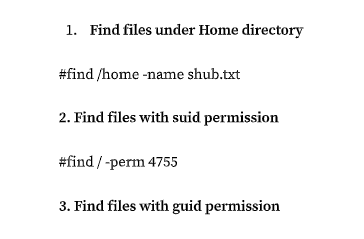 1. Find files under Home directory
#find /home -name shub.txt
2. Find files with suid permission
#find / -perm 4755
3. Find files with guid permission